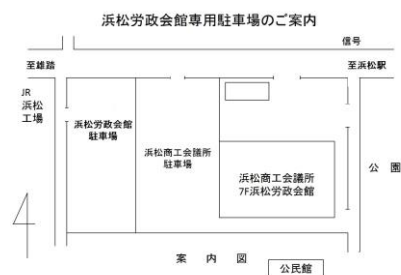 浜松労政会館専用駐車場のご案内
信号
至雄踏
至浜松駅
JR
浜松
工場
浜松労政会館
駐車場
浜松商工会議所
駐車場
浜松商工会議所
7F浜松労政会館
公園
案内図
公民館